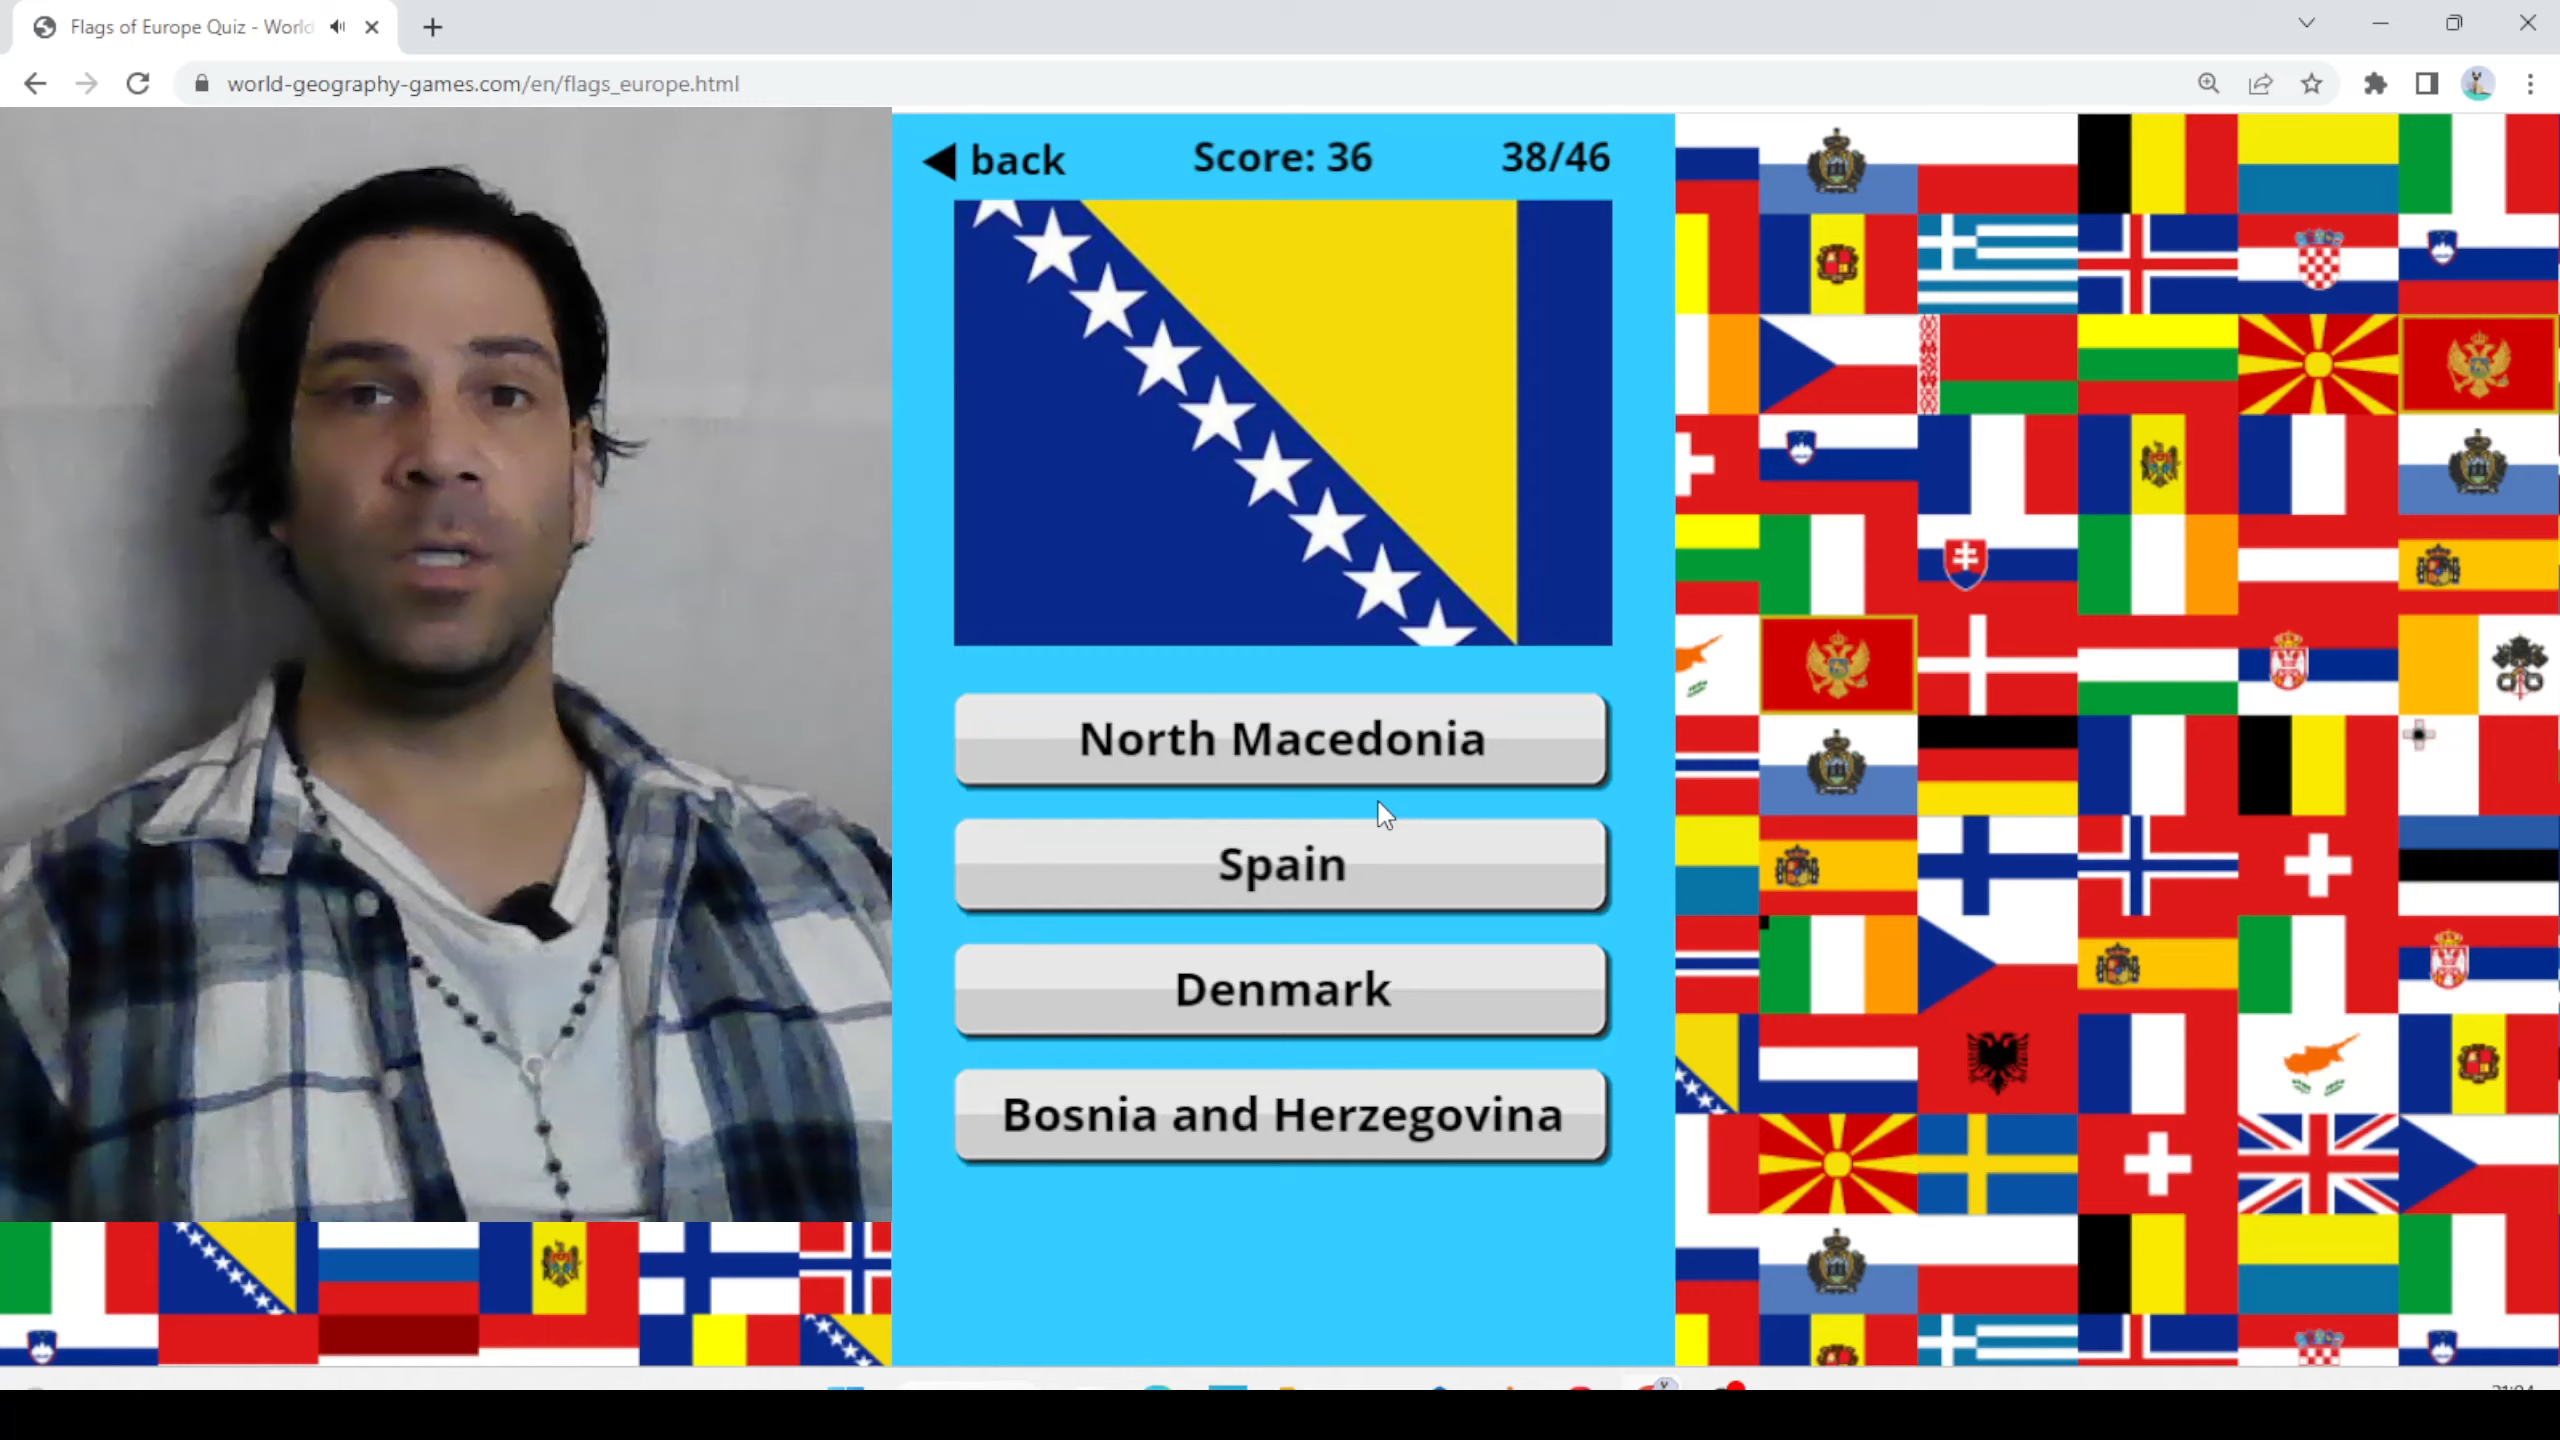 Flags of Europe Quiz - World
world-geography-games.com/en/flags_europe.html
back
Score: 36
38/46
North Macedonia
Spain
Denmark
Bosnia and Herzegovina